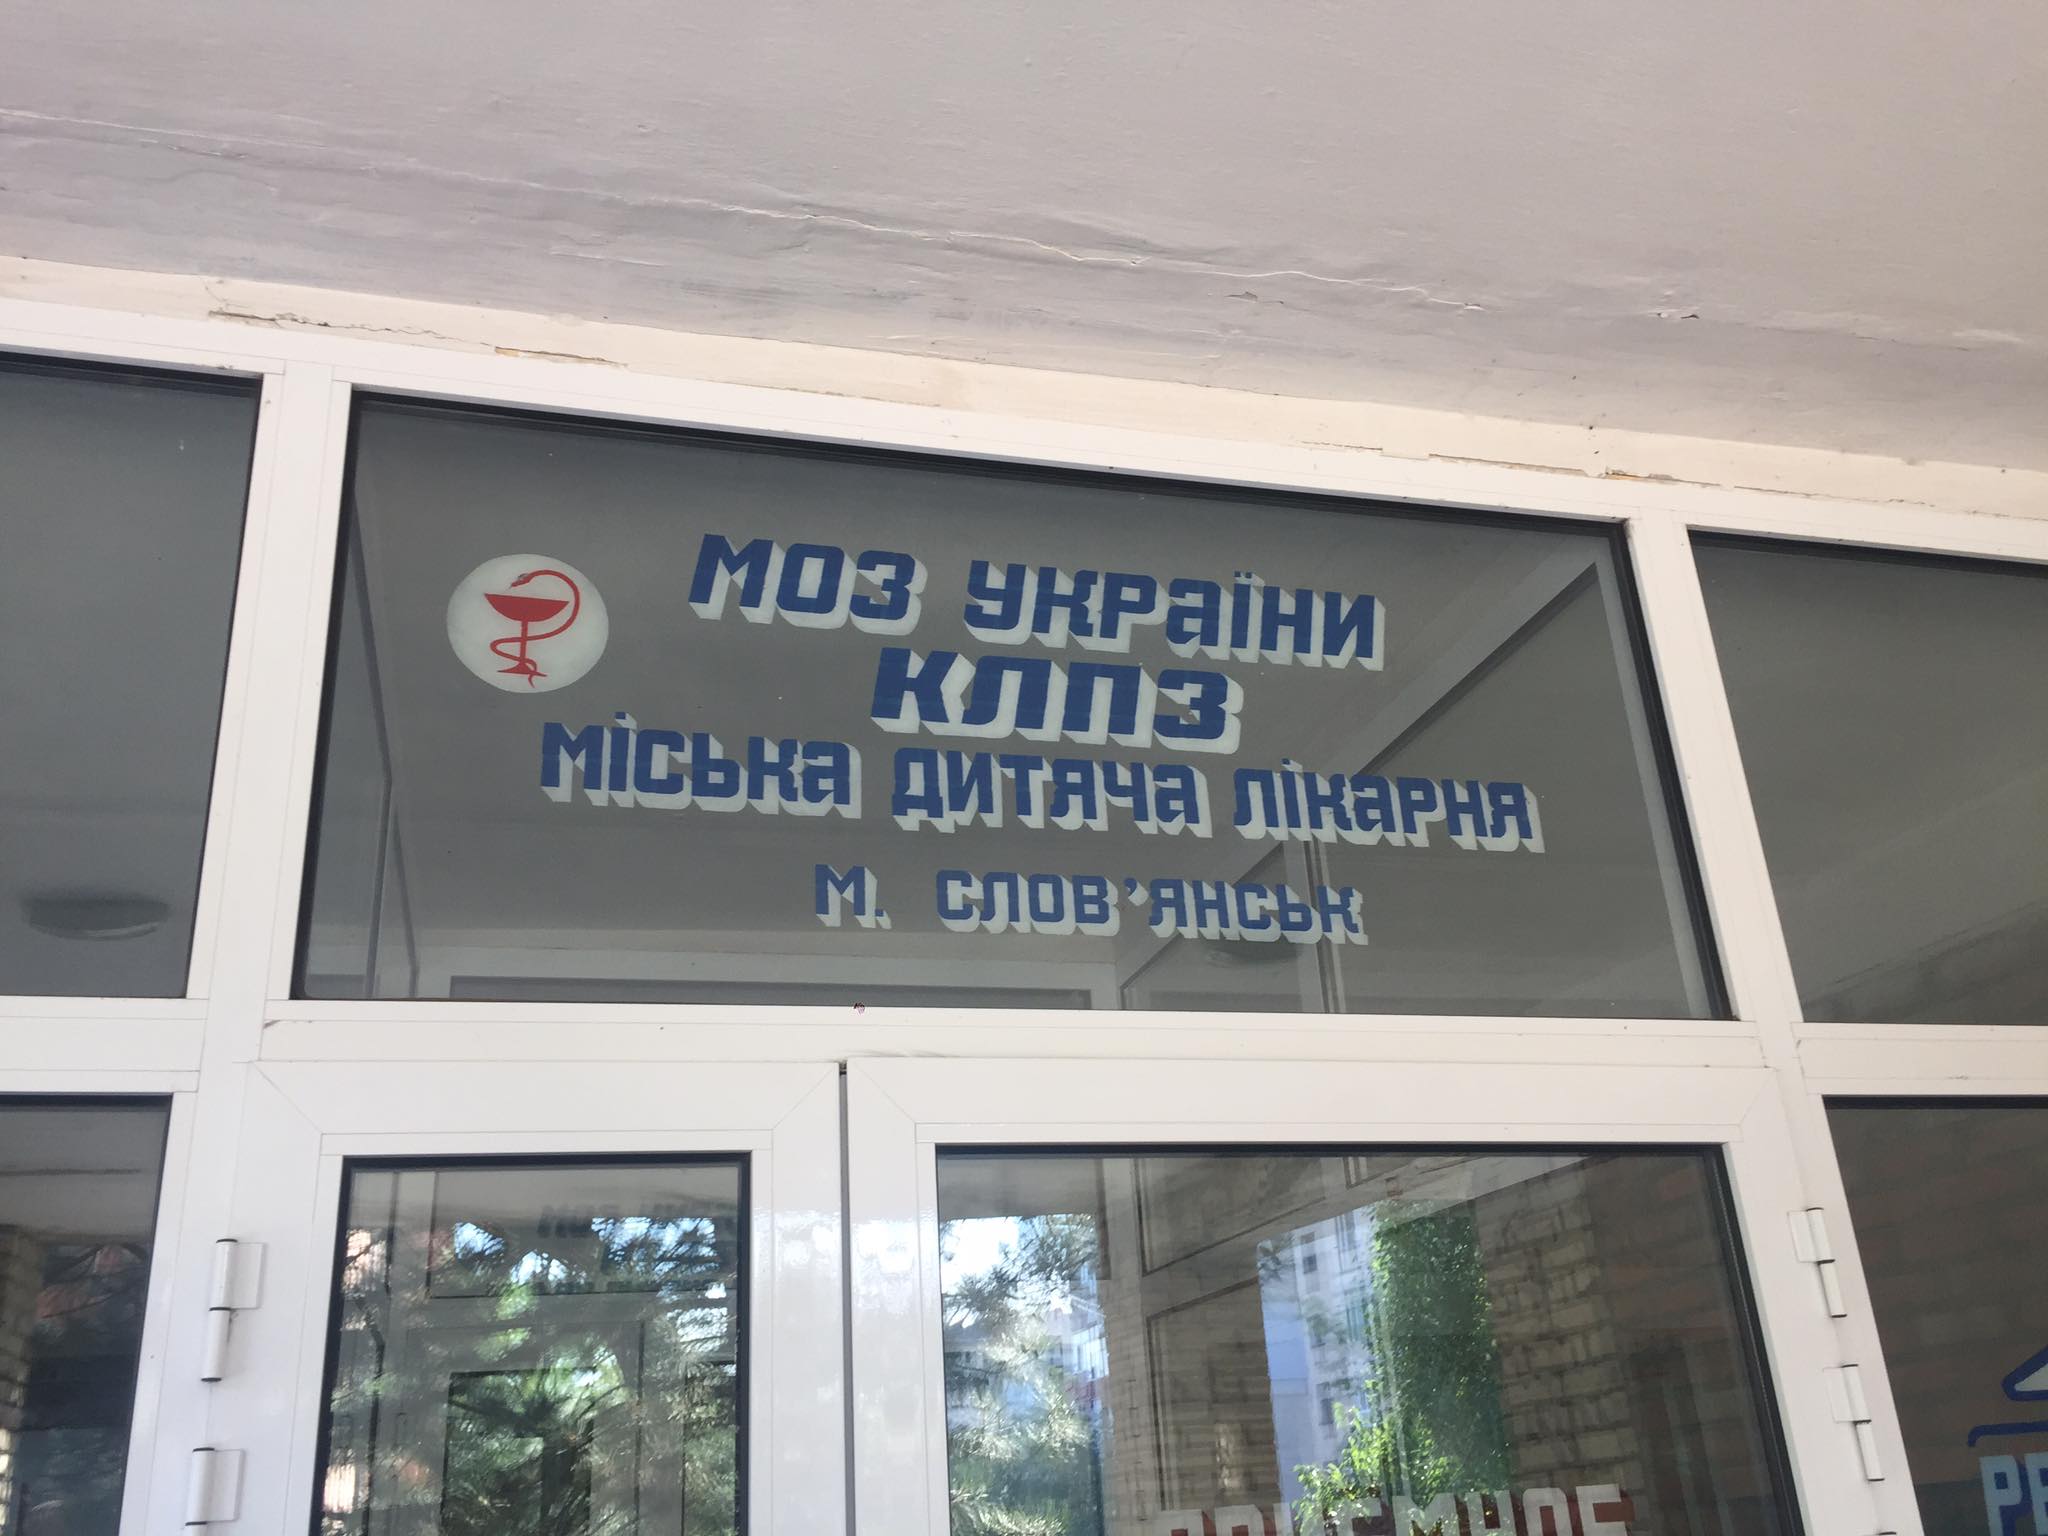 МОЗ УКРАЇНИ
КЛПЗ
МІСЬКА ДИТЯЧА ЛІКАРНЯ
М. СЛОВ'ЯНСЬК